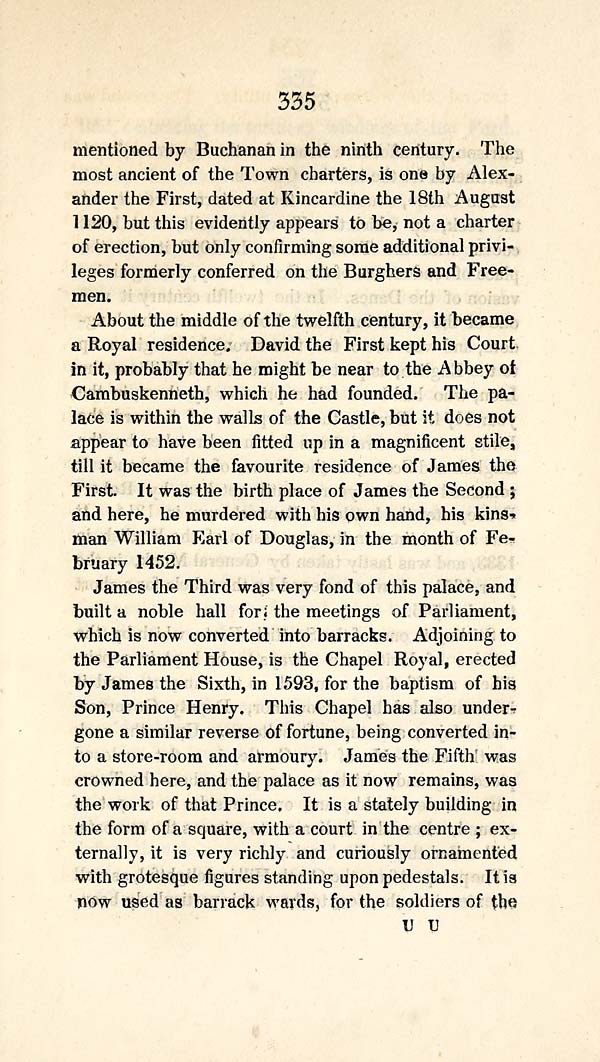 335
mentioned by Buchanan in the ninth century. The
most ancient of the Town charters, is one by Alex-
ander the First, dated at Kincardine the 18th August
1120, but this evidently appears to be, not a charter
of erection, but only confirming some additional privi-
leges formerly conferred on the Burghers and Free-
men.
About the middle of the twelfth century, it became
a Royal residence. David the First kept his Court
in it, probably that he might be near to the Abbey of
Cambuskenneth, which he had founded. The pa-
lace is within the walls of the Castle, but it does not
appear to have been fitted up in a magnificent stile,
till it became the favourite residence of James the
First. It was the birth place of James the Second ;
and here, he murdered with his own hand, his kins-
man William Earl of Douglas, in the month of Fe-
bruary 1452.
James the Third was very fond of this palace, and
built a noble hall for; the meetings of Parliament,
which is now converted into barracks. Adjoining to
the Parliament House, is the Chapel Royal, erected
by James the Sixth, in 1593, for the baptism of his
Son, Prince Henry. This Chapel has also under-
gone a similar reverse of fortune, being converted in-
to a store-room and armoury. James the Fifth was
crowned here, and the palace as it now remains, was
the work of that Prince. It is a stately building in
the form of a square, with a court in the centre ; ex-
ternally, it is very richly and curiously ornamented
with grotesque figures standing upon pedestals. It is
now used as barrack wards, for the soldiers of the
U U